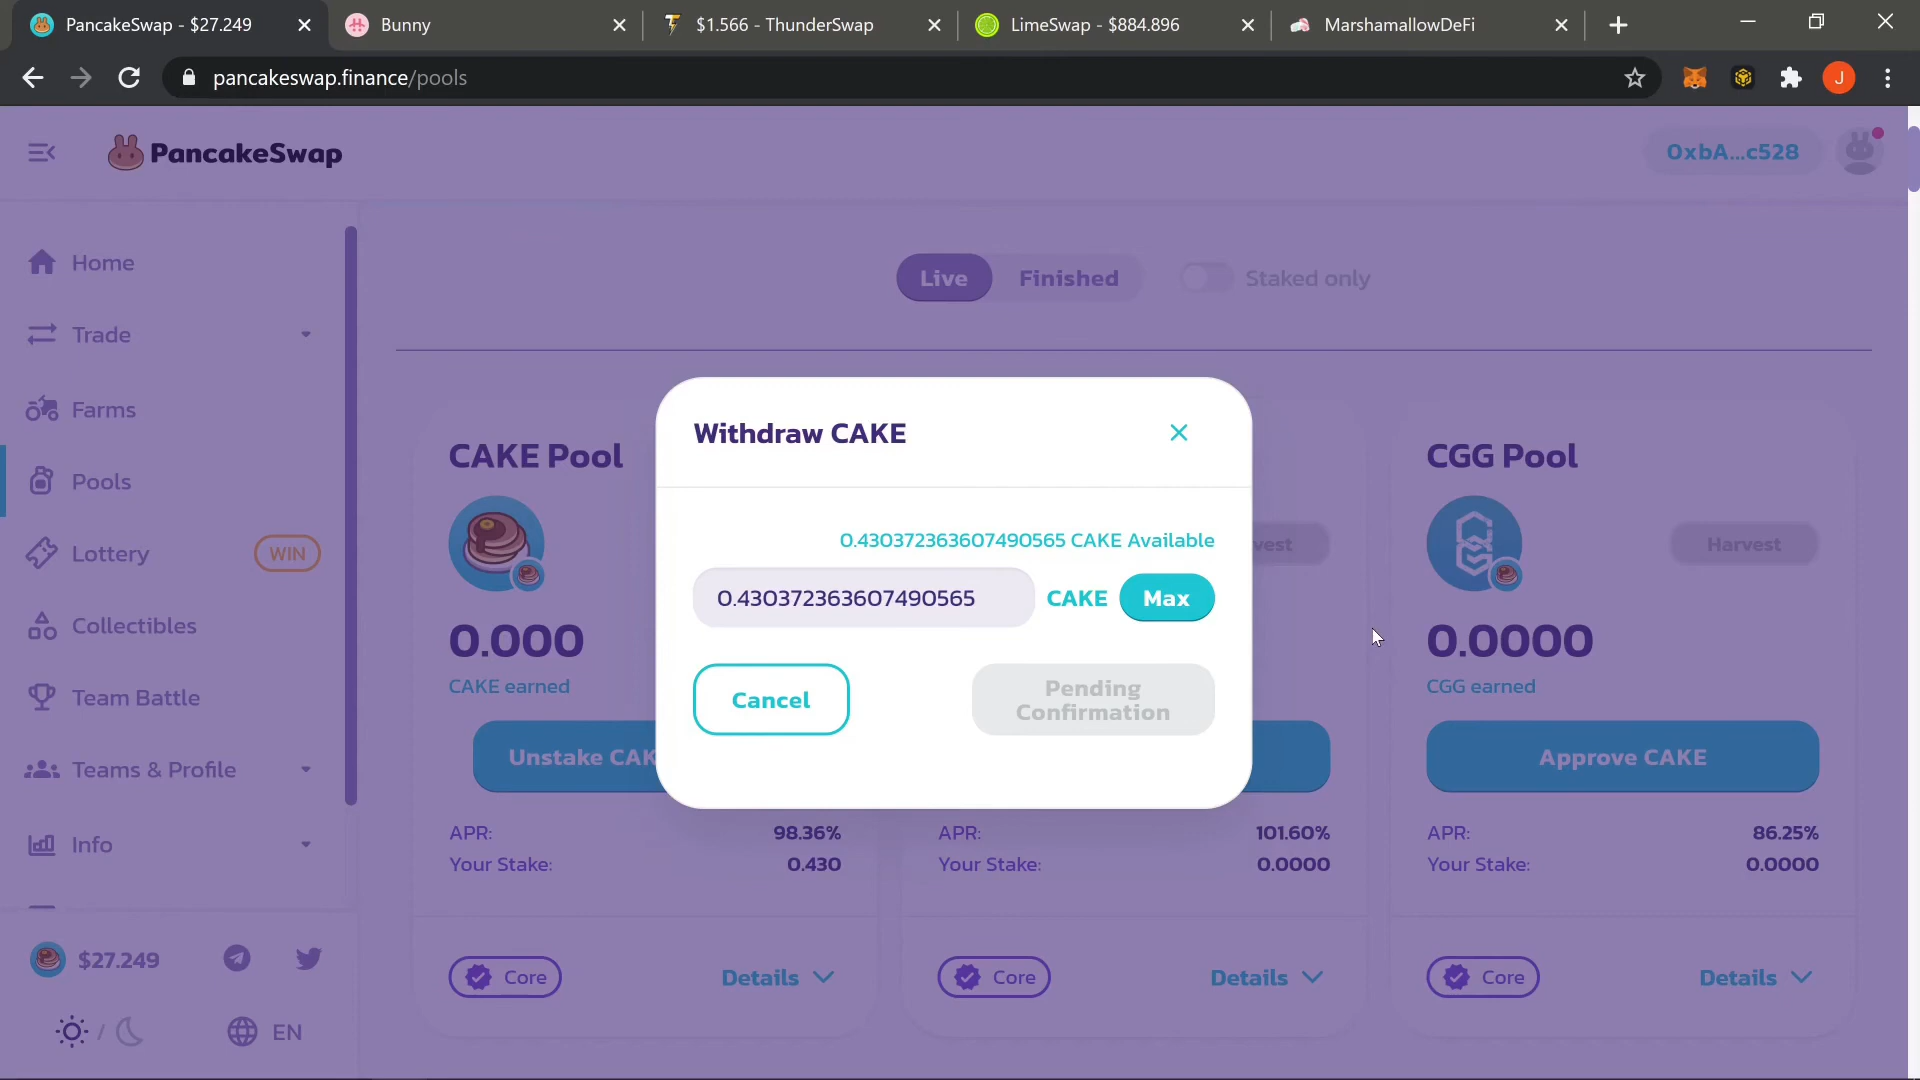 PancakeSwap - $27.249
Bunny
$1.566 - ThunderSwap
LimeSwap - $884.896
MarshamallowDeFi
pancakeswap.finance/pools
J
PancakeSwap
0xbA...c528
Home
Trade
Farms
Pools
Lottery
WIN
Collectibles
Team Battle
Teams & Profile
Info
$27.249
/
EN
Live
Finished
Staked only
CAKE Pool
0.000
CAKE earned
Unstake CAK
APR:
98.36%
Your Stake:
0.430
Core
Details
Withdraw CAKE
0.430372363607490565 CAKE Available
0.430372363607490565
CAKE
Max
Cancel
Pending
Confirmation
vest
APR:
101.60%
Your Stake:
0.0000
Core
Details
CGG Pool
Harvest
0.0000
CGG earned
Approve CAKE
APR:
86.25%
Your Stake:
0.0000
Core
Details